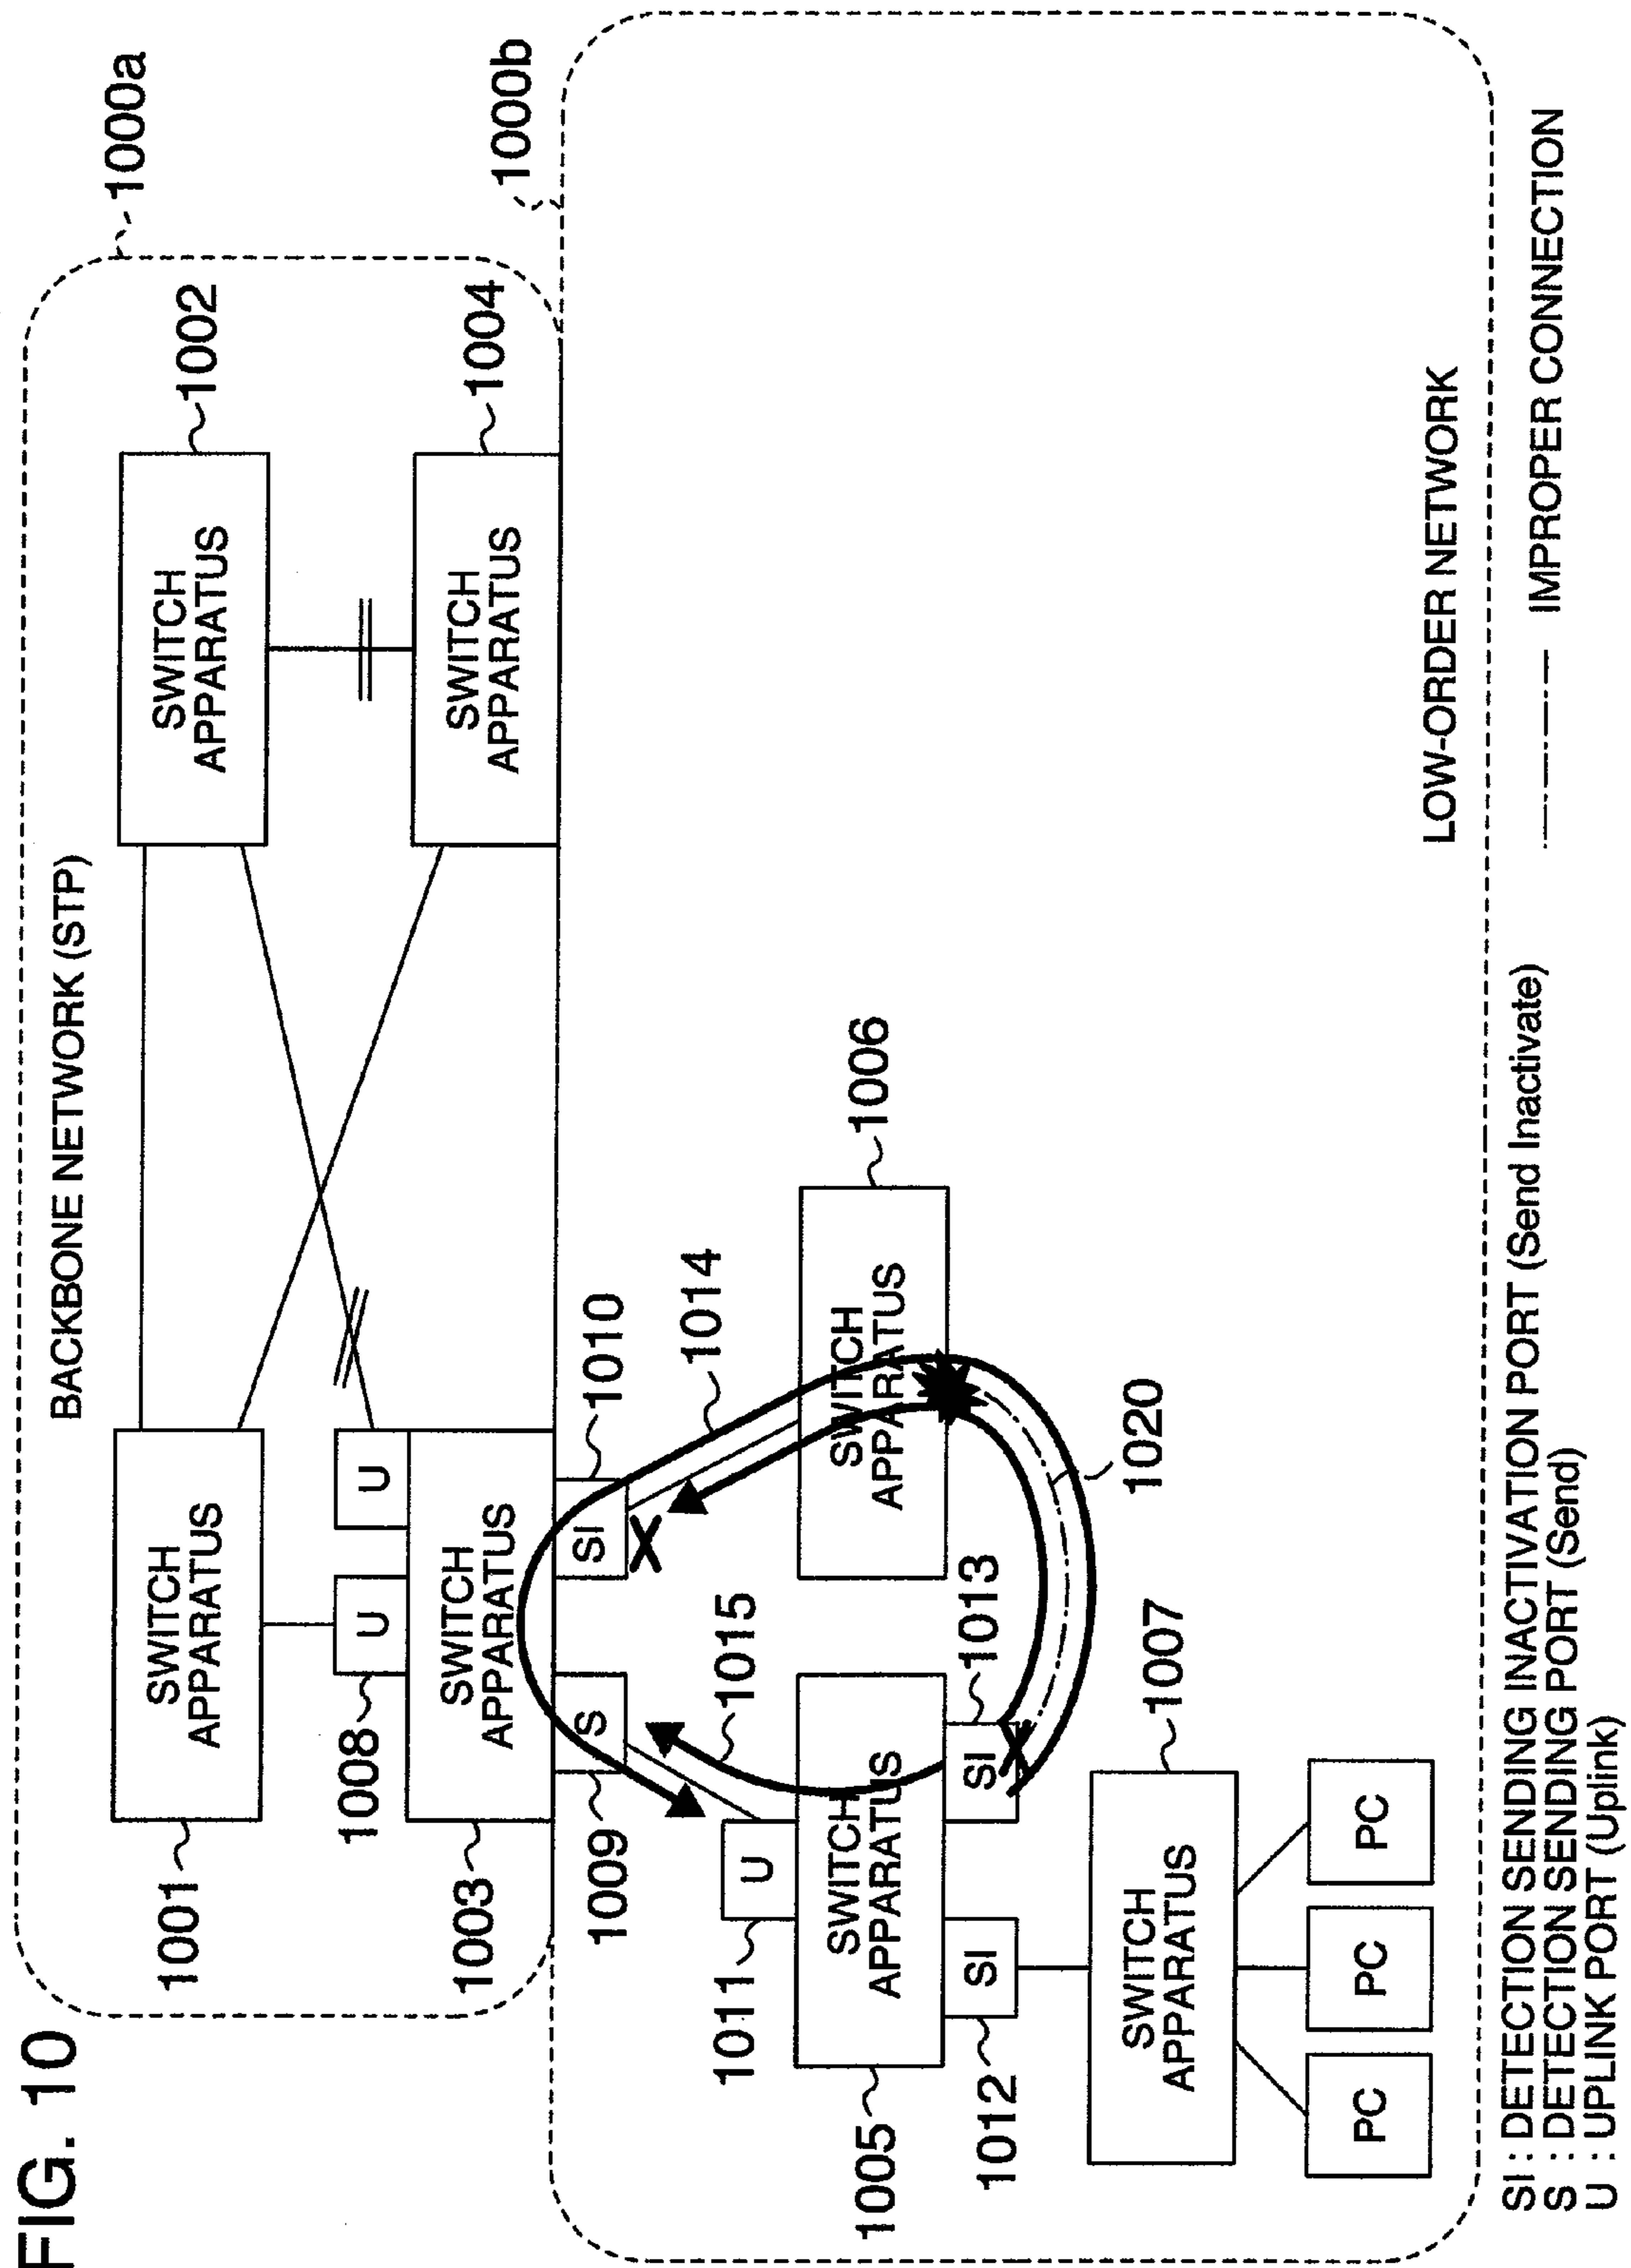 FIG. 10
BACKBONE NETWORK (STP)
1000a
1001
SWITCH
APPARATUS
SWITCH
APPARATUS
1002
1008
U
U
1003
SWITCH
APPARATUS
SWITCH
APPARATUS
1004
1000b
1009
S
SI
1010
X
1011
U
1015
1014
1005
SWITCH
APPARATUS
SWITCH
APPARATUS
1006
1012
SI
SI
X
1013
1020
SWITCH
APPARATUS
1007
PC
PC
PC
LOW-ORDER NETWORK
SI : DETECTION SENDING INACTIVATION PORT (Send Inactivate)
S : DETECTION SENDING PORT (Send)
U : UPLINK PORT (Uplink)
IMPROPER CONNECTION